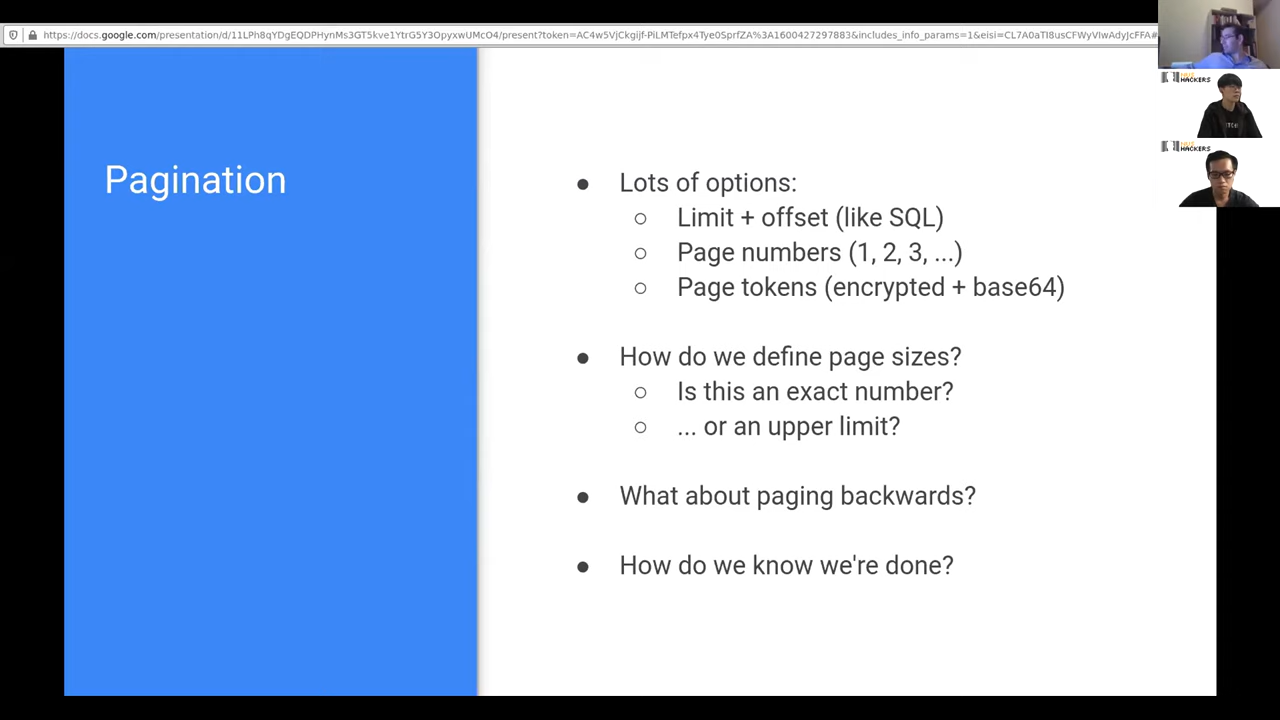 https://docs.google.com/presentation/d/11LPh8qYDgEQDPHynMs3GT5kve1YtrG5Y3OpyxwUMcO4/present?token=AC4w5VjCkgijf-PiLMTefpx4Tye0SprfZA%3A1600427297883&includes_info_params=1&eisi=CL7A0aTI8usCFWyVIwAdyJcFFA#
HACKERS
HACKERS
Pagination
● Lots of options:
○ Limit + offset (like SQL)
○ Page numbers (1, 2, 3, ...)
○ Page tokens (encrypted + base64)
● How do we define page sizes?
○ Is this an exact number?
○ ... or an upper limit?
● What about paging backwards?
● How do we know we're done?